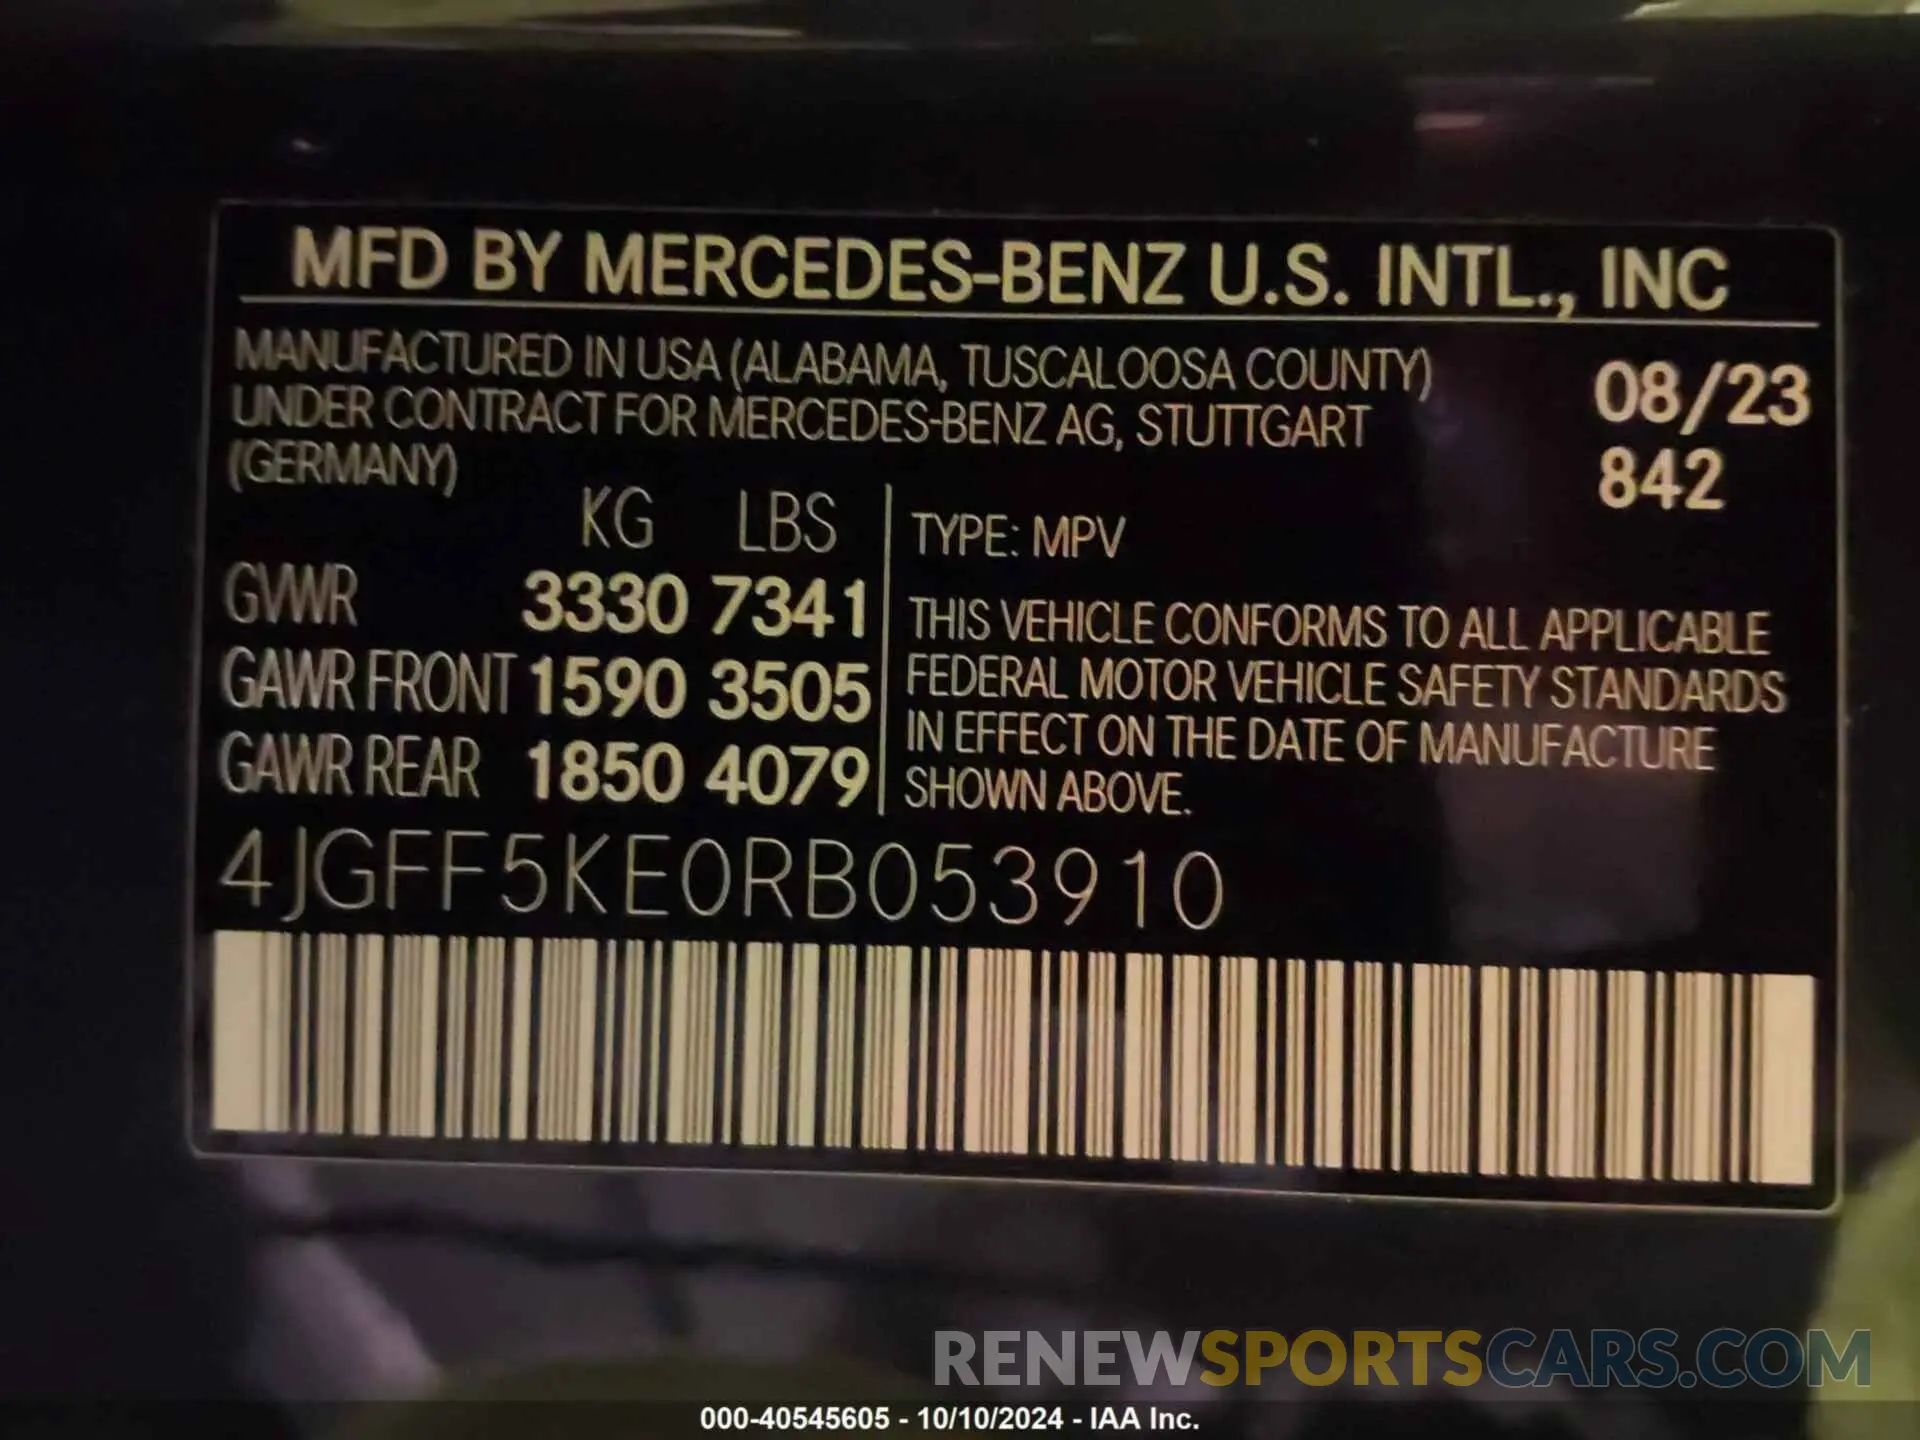 MFD BY MERCEDES-BENZ U.S. INTL., INC
MANUFACTURED IN USA (ALABAMA, TUSCALOOSA COUNTY)
UNDER CONTRACT FOR MERCEDES-BENZ AG, STUTTGART
(GERMANY)
08/23
842
KG LBS
GVWR 3330 7341
GAWR FRONT 1590 3505
GAWR REAR 1850 4079
TYPE: MPV
THIS VEHICLE CONFORMS TO ALL APPLICABLE
FEDERAL MOTOR VEHICLE SAFETY STANDARDS
IN EFFECT ON THE DATE OF MANUFACTURE
SHOWN ABOVE.
4JGFF5KE0RB053910
RENEWSPORTSCARS.COM
000-40545605 - 10/10/2024 - IAA Inc.